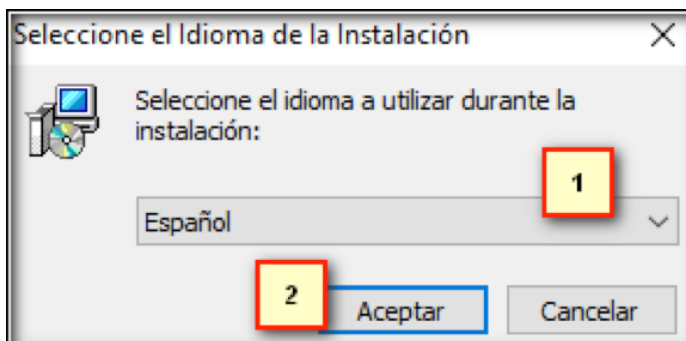 Seleccione el Idioma de la Instalación
Seleccione el idioma a utilizar durante la
instalación:
1
Español
2
Aceptar Cancelar